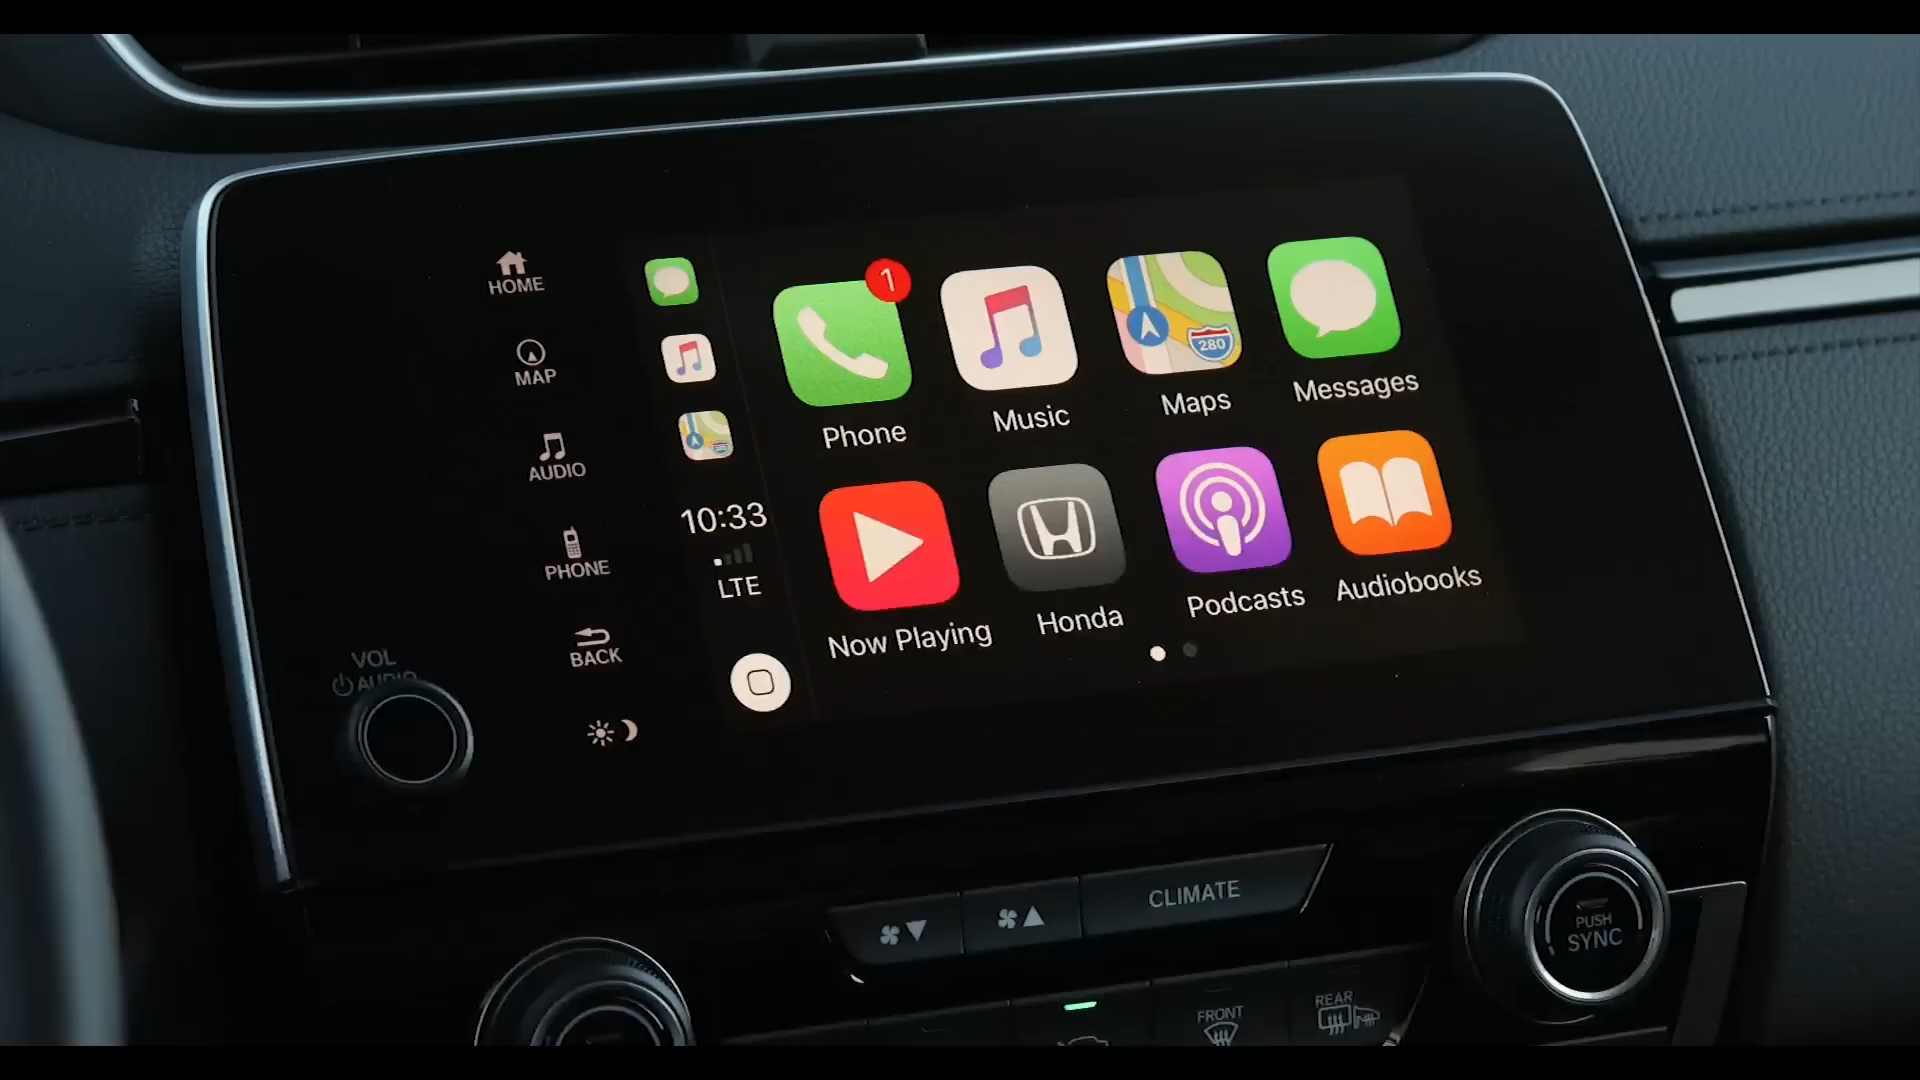 HOME
MAP
AUDIO
PHONE
BACK
VOL
AUDIO
10:33
LTE
1
280
Phone
Music
Maps
Messages
Now Playing
Honda
Podcasts
Audiobooks
CLIMATE
PUSH
SYNC
FRONT
REAR